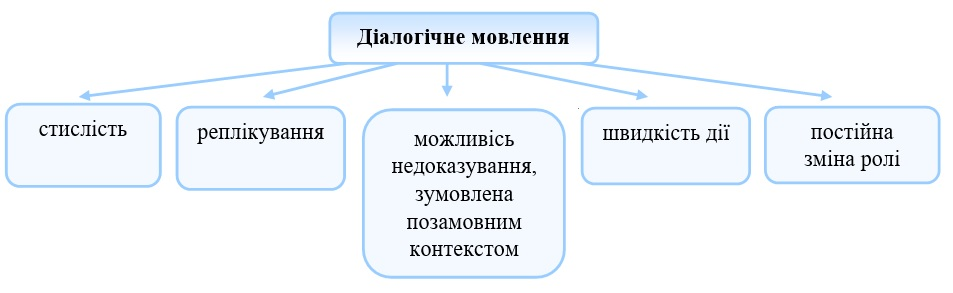 Діалогічне мовлення
стислість
реплікування
можливісь
недоказування,
зумовлена
позамовним
контекстом
швидкість дії
постійна
зміна ролі